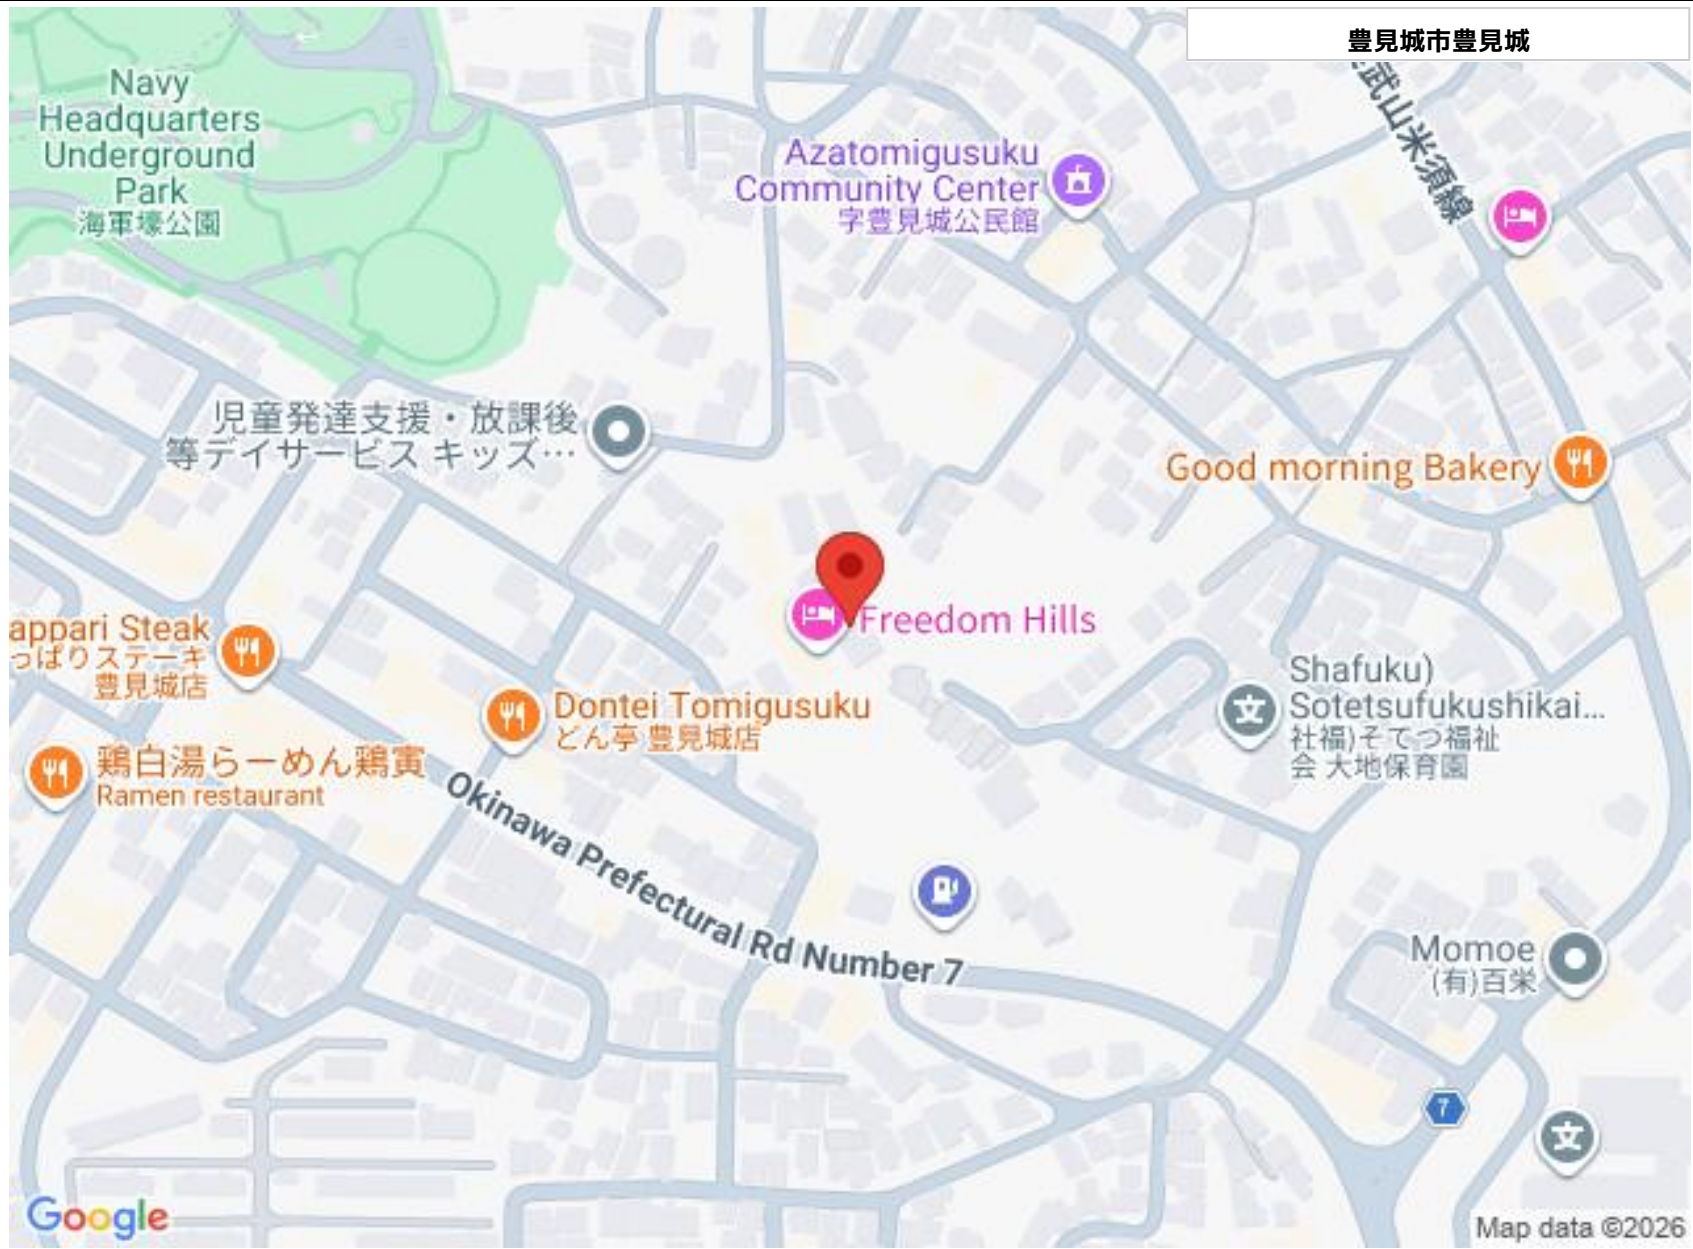 豊見城市豊見城
Navy
Headquarters
Underground
Park
海軍壕公園
武山米須線
Azatomigusuku
Community Center
字豊見城公民館
児童発達支援・放課後
等デイサービス キッズ…
Good morning Bakery
Freedom Hills
appari Steak
っぱりステーキ
豊見城店
Dontei Tomigusuku
どん亭 豊見城店
Shafuku)
Sotetsufukushikai...
社福)そてつ福祉
会 大地保育園
鶏白湯らーめん鶏寅
Ramen restaurant
Okinawa Prefectural Rd Number 7
Momoe
(有)百栄
7
文
文
Google
Map data ©2026